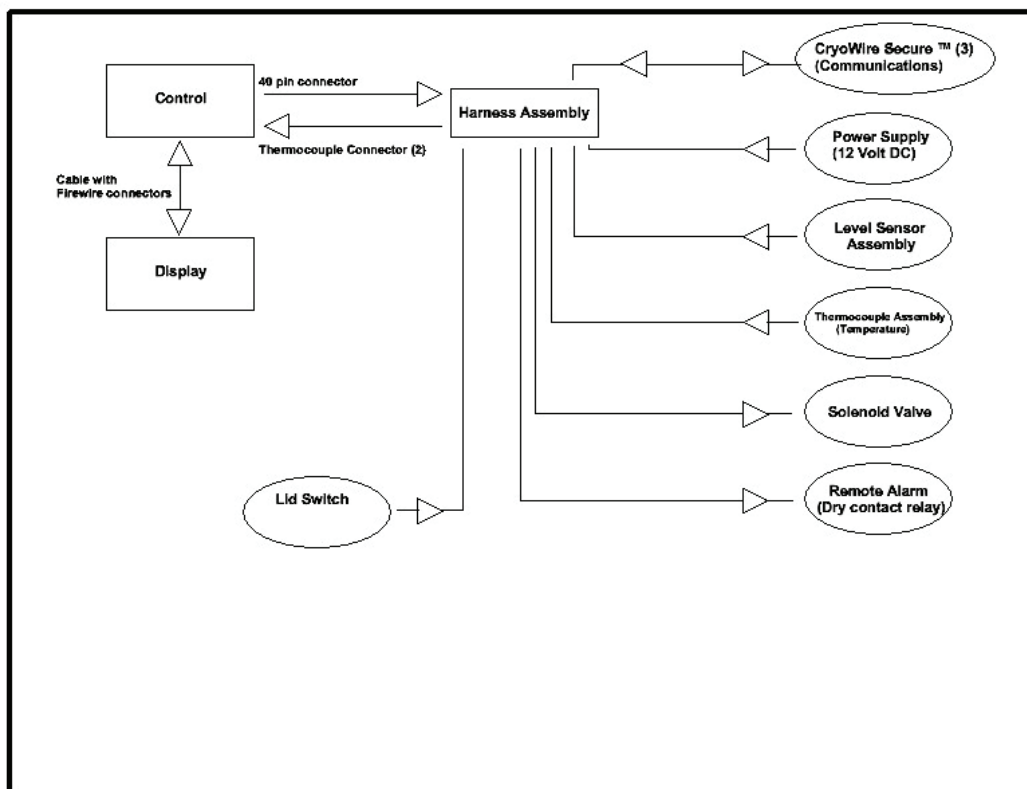 CryoWire Secure ™ (3)
(Communications)
40 pin connector
Control
Harness Assembly
Thermocouple Connector (2}
Power Supply
(12 Volt DC)
Cable with
Firewire connectors
Level Sensor
Assembly
Display
Thermocouple Assembly
(Temperature)
Solenoid Valve
Lid Switch
Remote Alarm
(Dry contact relay)